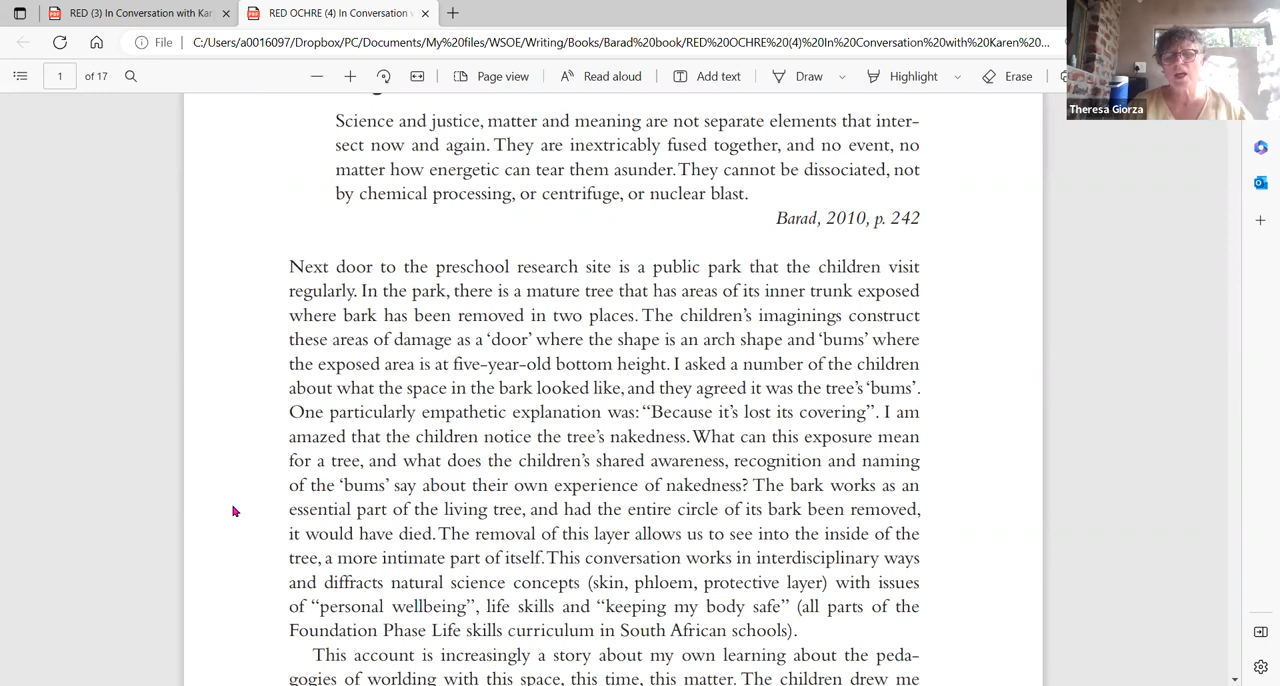 RED (3) In Conversation with Kar
RED OCHRE (4) In Conversation
File
C:/Users/a0016097/Dropbox/PC/Documents/My%20files/WSOE/Writing/Books/Barad%20book/RED%20OCHRE%20(4)%20In%20Conversation%20with%20Karen%20...
1 of 17
Page view
Read aloud
Add text
Draw
Highlight
Erase
Theresa Giorza
Science and justice, matter and meaning are not separate elements that inter-
sect now and again. They are inextricably fused together, and no event, no
matter how energetic can tear them asunder. They cannot be dissociated, not
by chemical processing, or centrifuge, or nuclear blast.
Barad, 2010, p. 242
Next door to the preschool research site is a public park that the children visit
regularly. In the park, there is a mature tree that has areas of its inner trunk exposed
where bark has been removed in two places. The children's imaginings construct
these areas of damage as a 'door' where the shape is an arch shape and 'bums' where
the exposed area is at five-year-old bottom height. I asked a number of the children
about what the space in the bark looked like, and they agreed it was the tree's 'bums'.
One particularly empathetic explanation was: "Because it's lost its covering". I am
amazed that the children notice the tree's nakedness. What can this exposure mean
for a tree, and what does the children's shared awareness, recognition and naming
of the 'bums' say about their own experience of nakedness? The bark works as an
essential part of the living tree, and had the entire circle of its bark been removed,
it would have died. The removal of this layer allows us to see into the inside of the
tree, a more intimate part of itself. This conversation works in interdisciplinary ways
and diffracts natural science concepts (skin, phloem, protective layer) with issues
of "personal wellbeing", life skills and "keeping my body safe" (all parts of the
Foundation Phase Life skills curriculum in South African schools).
This account is increasingly a story about my own learning about the peda-
gogies of worlding with this space, this time, this matter. The children drew me